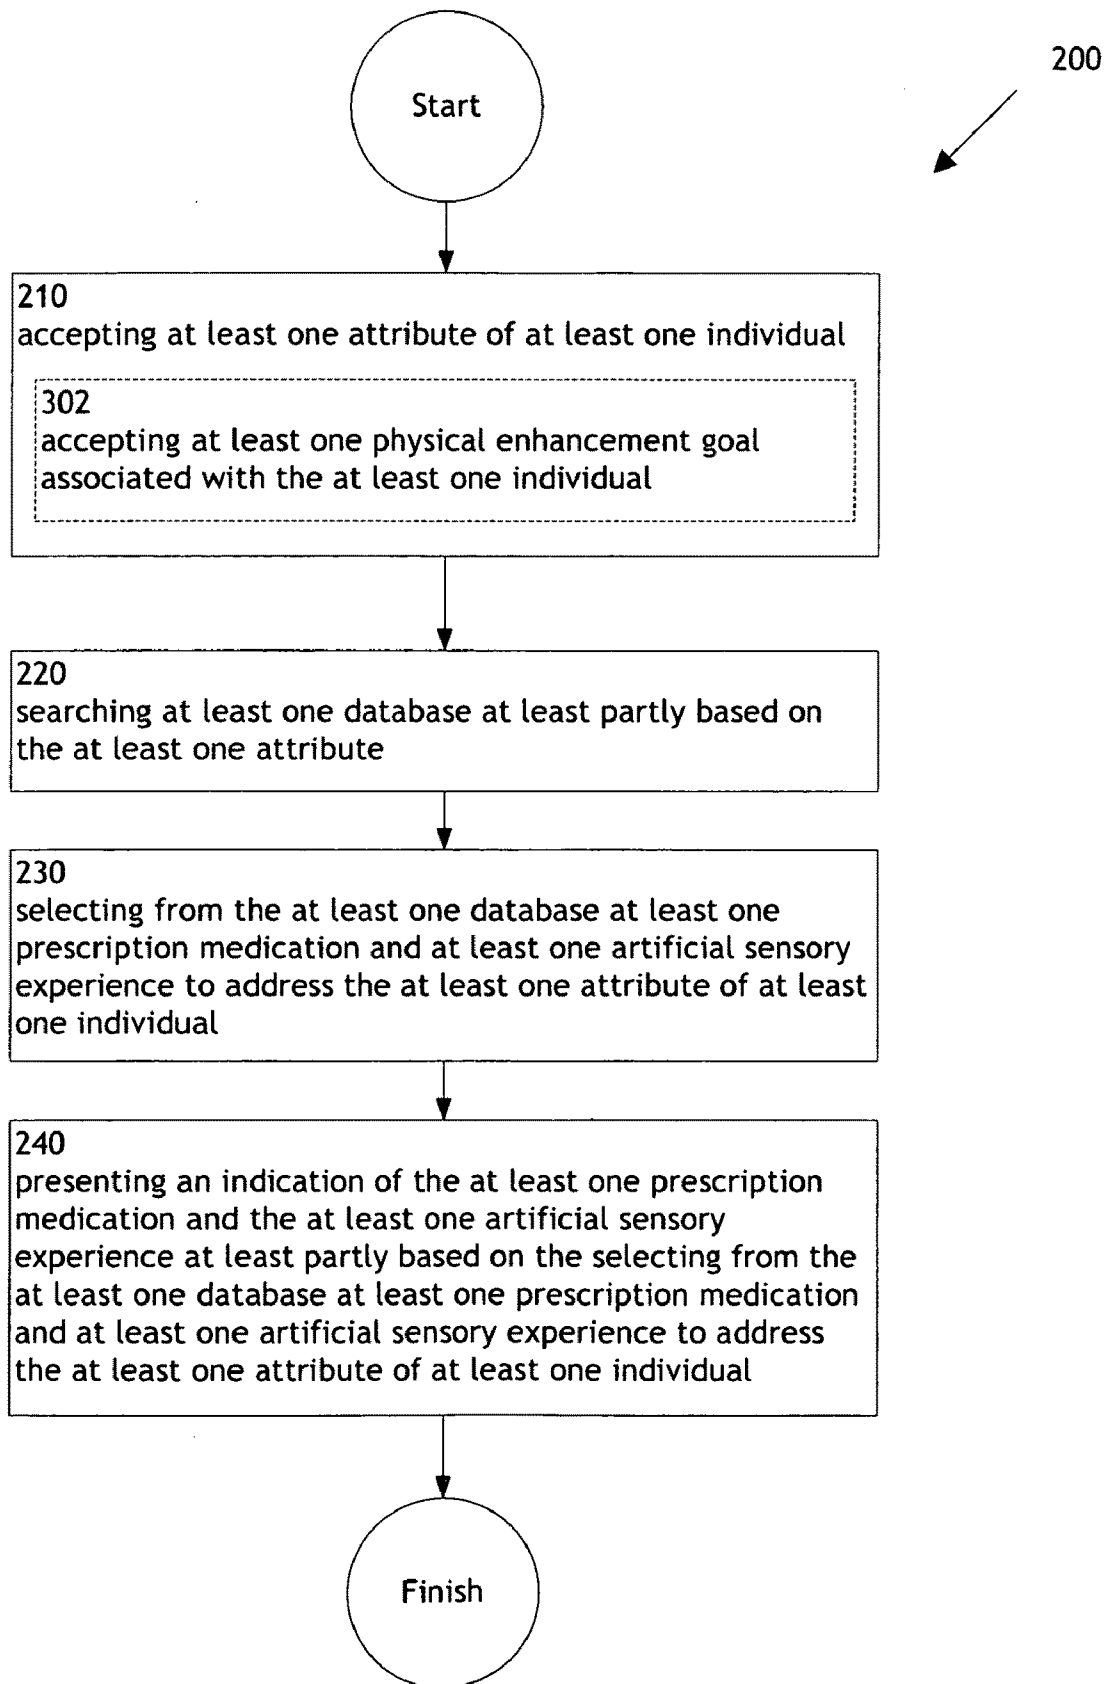 200
Start
210
accepting at least one attribute of at least one individual
302
accepting at least one physical enhancement goal
associated with the at least one individual
220
searching at least one database at least partly based on
the at least one attribute
230
selecting from the at least one database at least one
prescription medication and at least one artificial sensory
experience to address the at least one attribute of at least
one individual
240
presenting an indication of the at least one prescription
medication and the at least one artificial sensory
experience at least partly based on the selecting from the
at least one database at least one prescription medication
and at least one artificial sensory experience to address
the at least one attribute of at least one individual
Finish